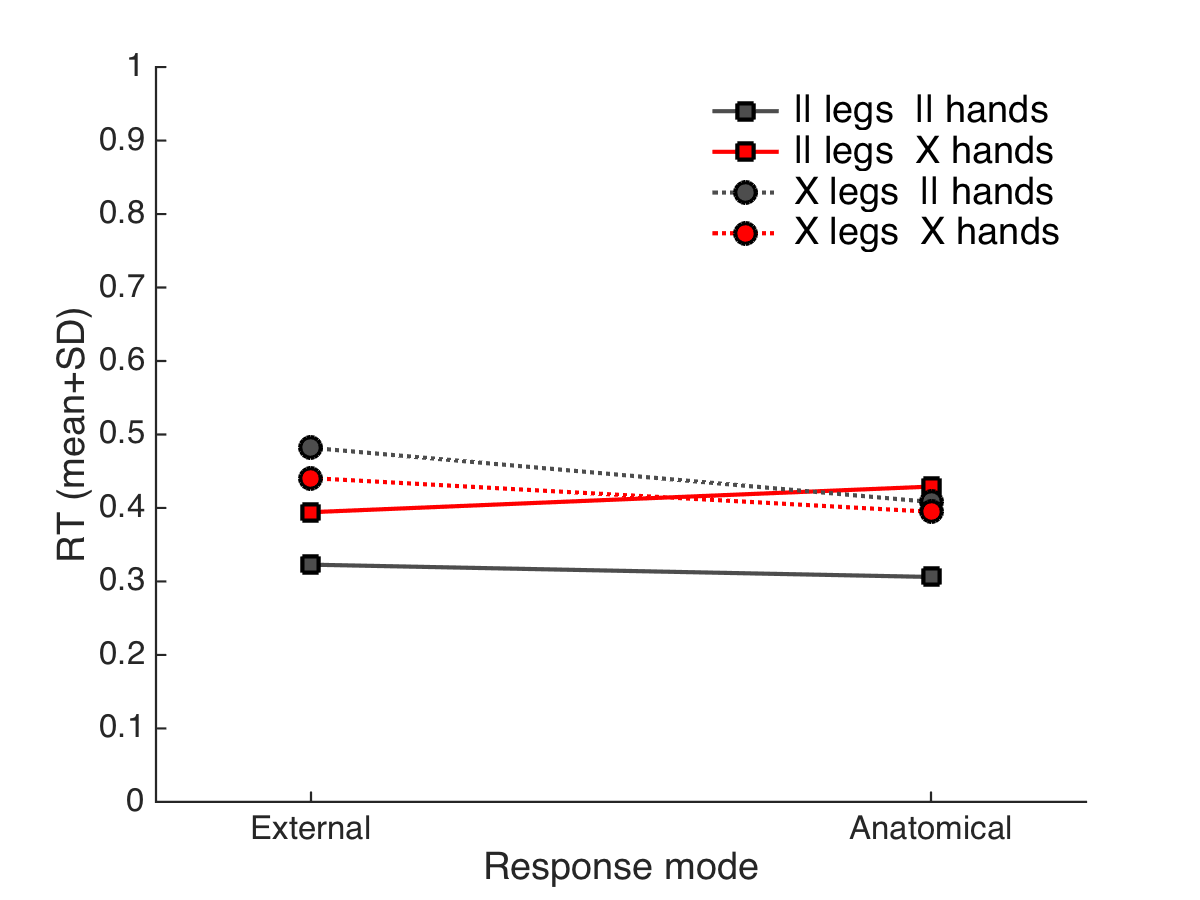 1
0.9
0.8
0.7
0.6
0.5
0.4
0.3
0.2
0.1
0
RT (mean+SD)
ll legs ll hands
ll legs X hands
X legs ll hands
X legs X hands
External Anatomical
Response mode